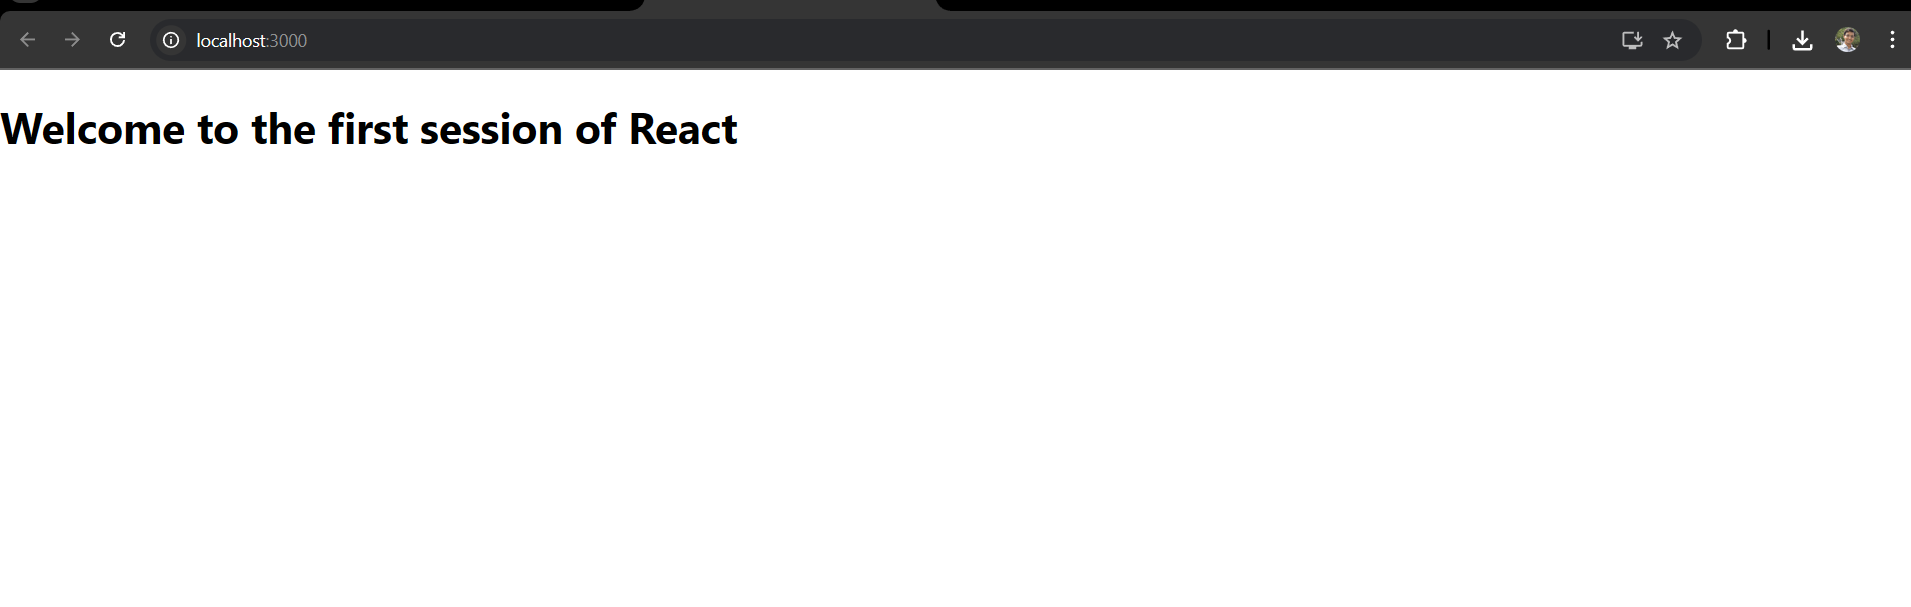 localhost:3000
Welcome to the first session of React